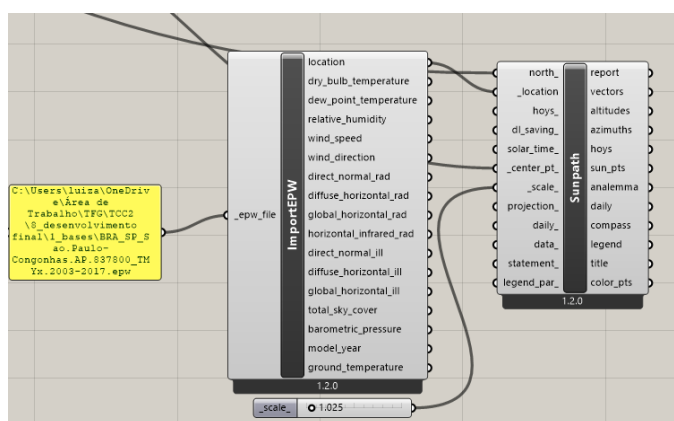 C:\Users\luiza\OneDriv
e\Área de
Trabalho\TFG\TCC2
\8_desenvolvimento
final\1_bases\BRA_SP_S
ao.Paulo-
Congonhas.AP.837800_TM
Yx.2003-2017.epw
_epw_file
ImportEPW
location
dry_bulb_temperature
dew_point_temperature
relative_humidity
wind_speed
wind_direction
direct_normal_rad
diffuse_horizontal_rad
global_horizontal_rad
horizontal_infrared_rad
direct_normal_ill
diffuse_horizontal_ill
global_horizontal_ill
total_sky_cover
barometric_pressure
model_year
ground_temperature
1.2.0
_scale_ 1.025
north_
_location
hoys_
dl_saving_
solar_time_
_center_pt_
_scale_
projection_
daily_
data_
statement_
legend_par_
Sunpath
report
vectors
altitudes
azimuths
hoys
sun_pts
analemma
daily
compass
legend
title
color_pts
1.2.0